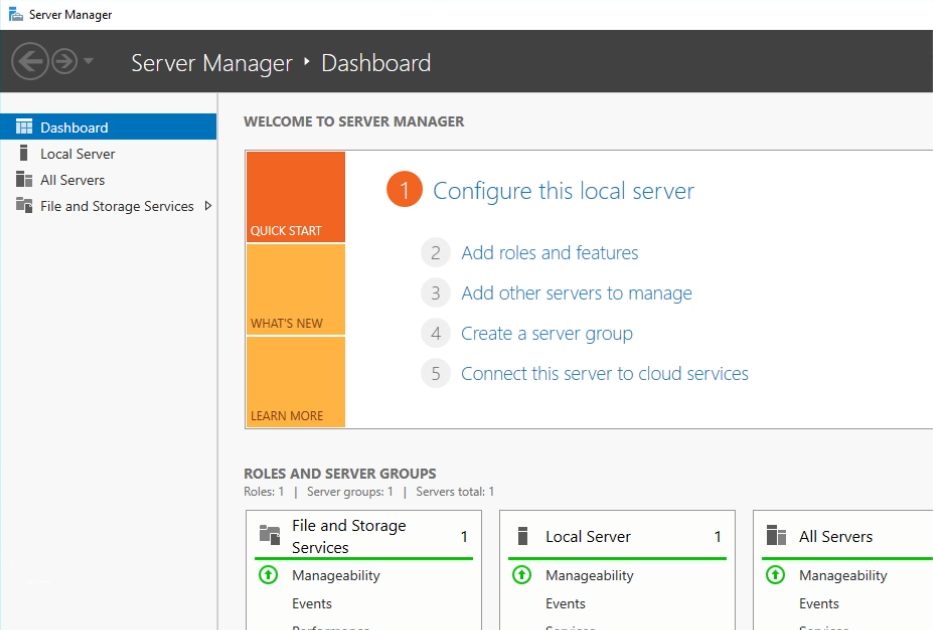 Server Manager
Server Manager ‣ Dashboard
Dashboard
Local Server
All Servers
File and Storage Services
WELCOME TO SERVER MANAGER
QUICK START
WHAT'S NEW
LEARN MORE
1 Configure this local server
2 Add roles and features
3 Add other servers to manage
4 Create a server group
5 Connect this server to cloud services
ROLES AND SERVER GROUPS
Roles: 1 | Server groups: 1 | Servers total: 1
File and Storage
Services 1
Manageability
Events
Performance
Local Server 1
Manageability
Events
Services
All Servers
Manageability
Events
Services